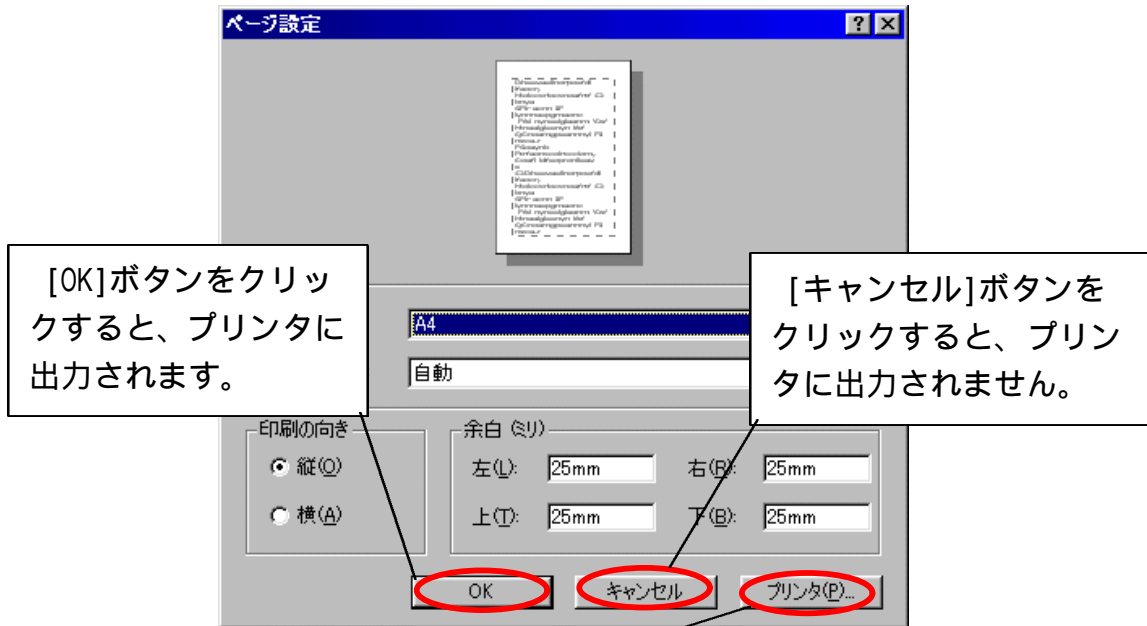 ページ設定
[OK]ボタンをクリッ
クすると、プリンタに
出力されます。
[キャンセル]ボタンを
クリックすると、プリン
タに出力されません。
A4
自動
印刷の向き
縦(O)
横(A)
余白 (ミリ)
左(L): 25mm 右(R): 25mm
上(T): 25mm 下(B): 25mm
OK キャンセル プリンタ(P)...